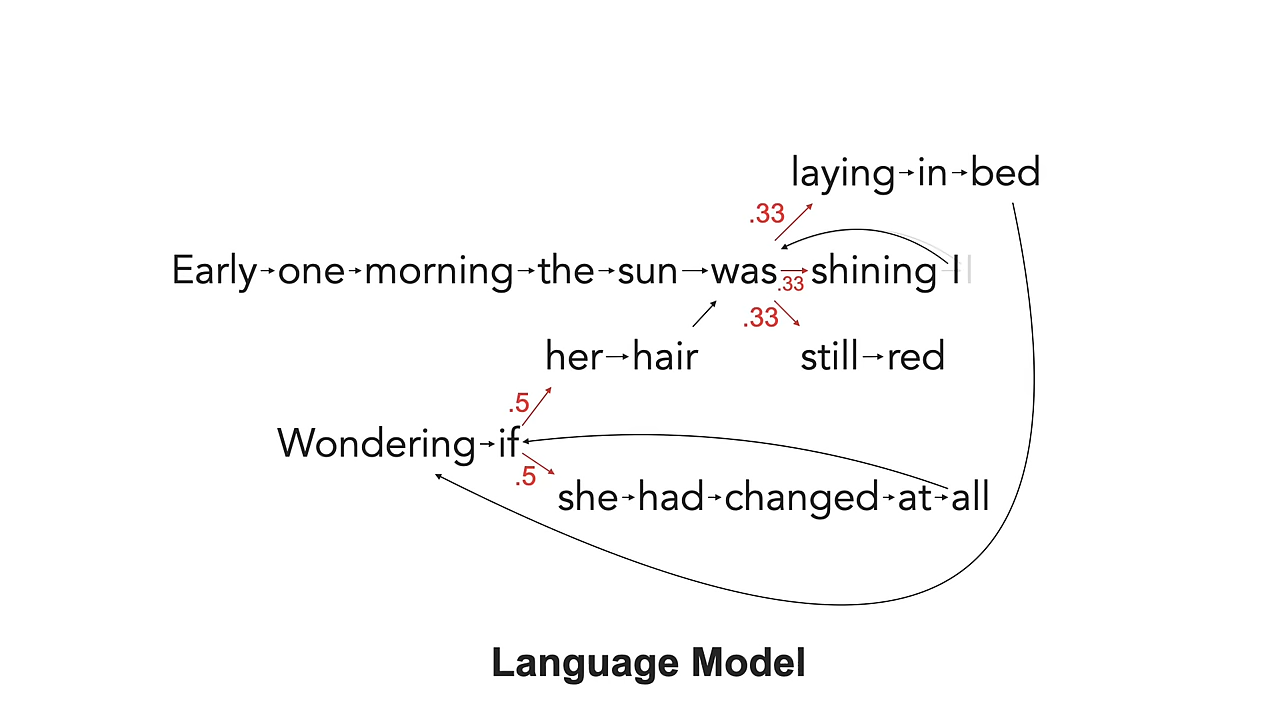 laying in bed
.33
Early one morning the sun was .33 shining I
.33
her hair
still red
.5
Wondering if
.5
she had changed at all
Language Model